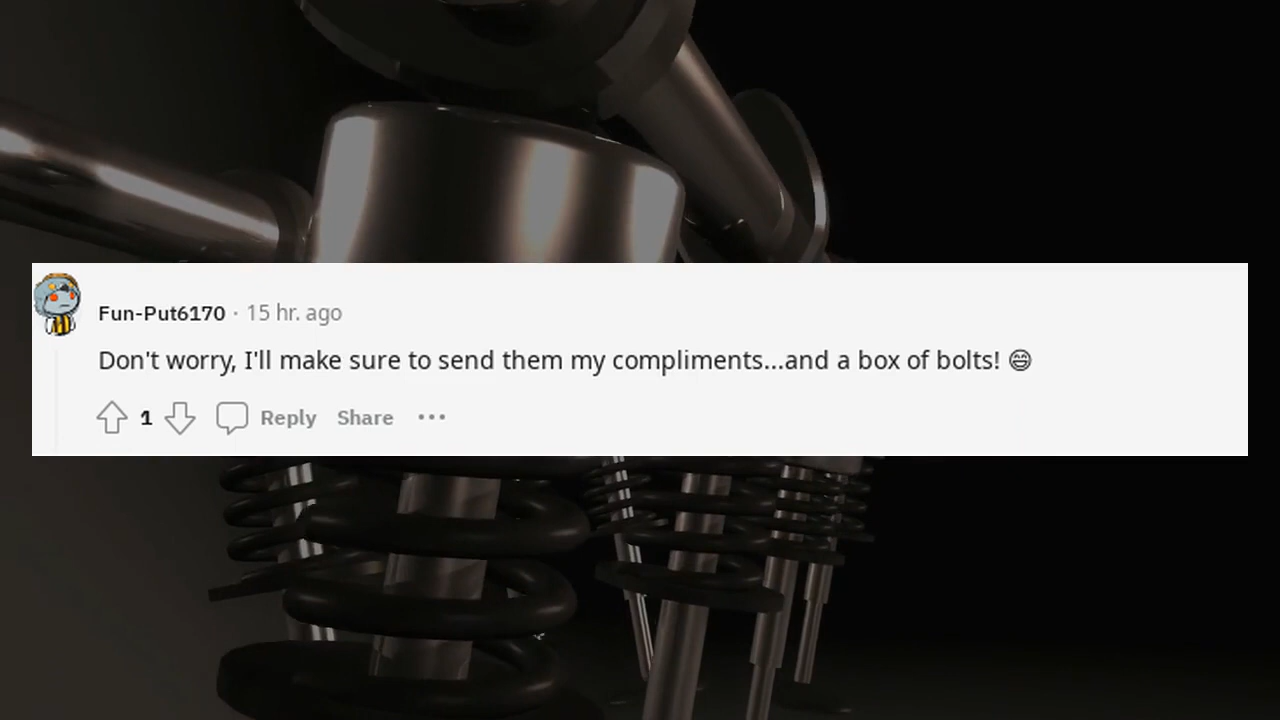 Fun-Put6170 · 15 hr. ago
Don't worry, I'll make sure to send them my compliments...and a box of bolts! 😄
1 Reply Share ···